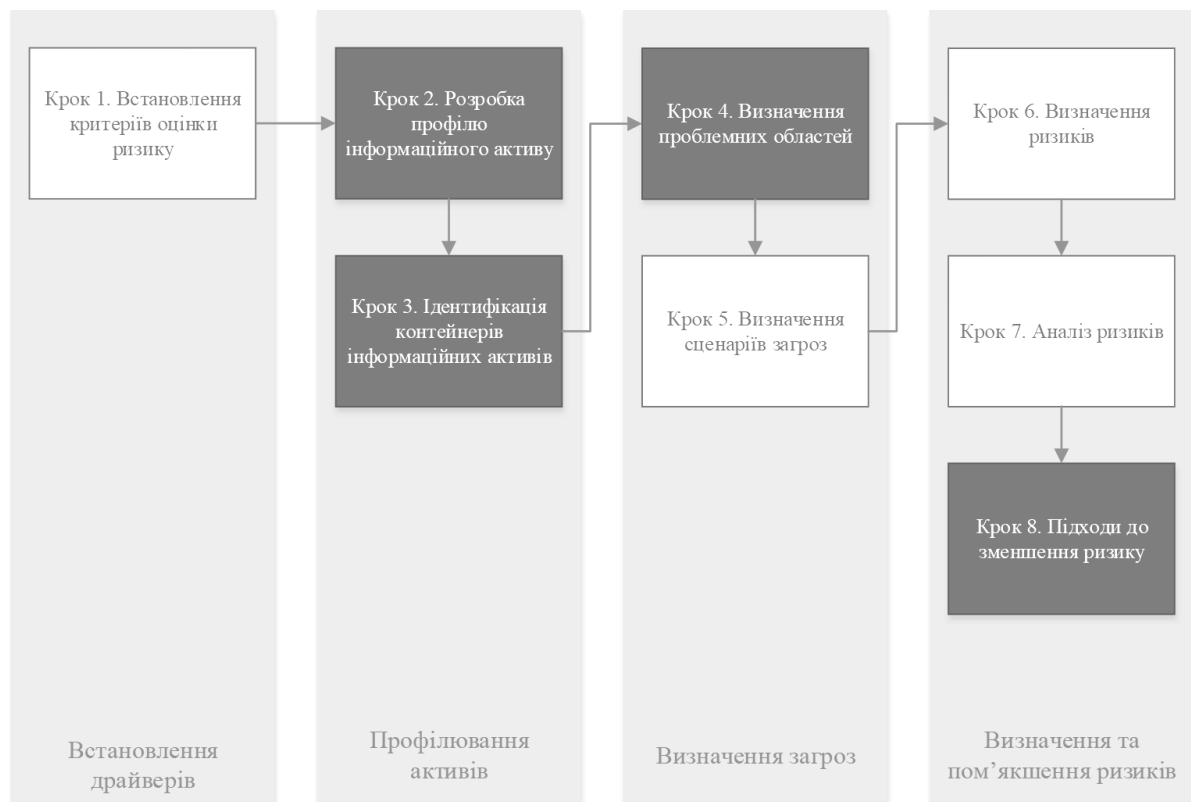 Крок 1. Встановлення
критеріїв оцінки
ризику
Крок 2. Розробка
профілю
інформаційного активу
Крок 3. Ідентифікація
контейнерів
інформаційних активів
Крок 4. Визначення
проблемних областей
Крок 5. Визначення
сценаріїв загроз
Крок 6. Визначення
ризиків
Крок 7. Аналіз ризиків
Крок 8. Підходи до
зменшення ризику
Встановлення
драйверів
Профілювання
активів
Визначення загроз
Визначення та
пом’якшення ризиків